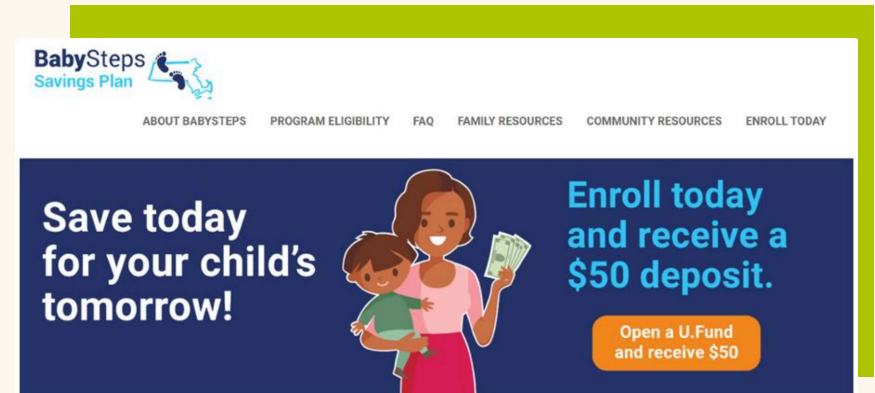 BabySteps
Savings Plan
ABOUT BABYSTEPS PROGRAM ELIGIBILITY FAQ FAMILY RESOURCES COMMUNITY RESOURCES ENROLL TODAY
Save today
for your child's
tomorrow!
Enroll today
and receive a
$50 deposit.
Open a U.Fund
and receive $50